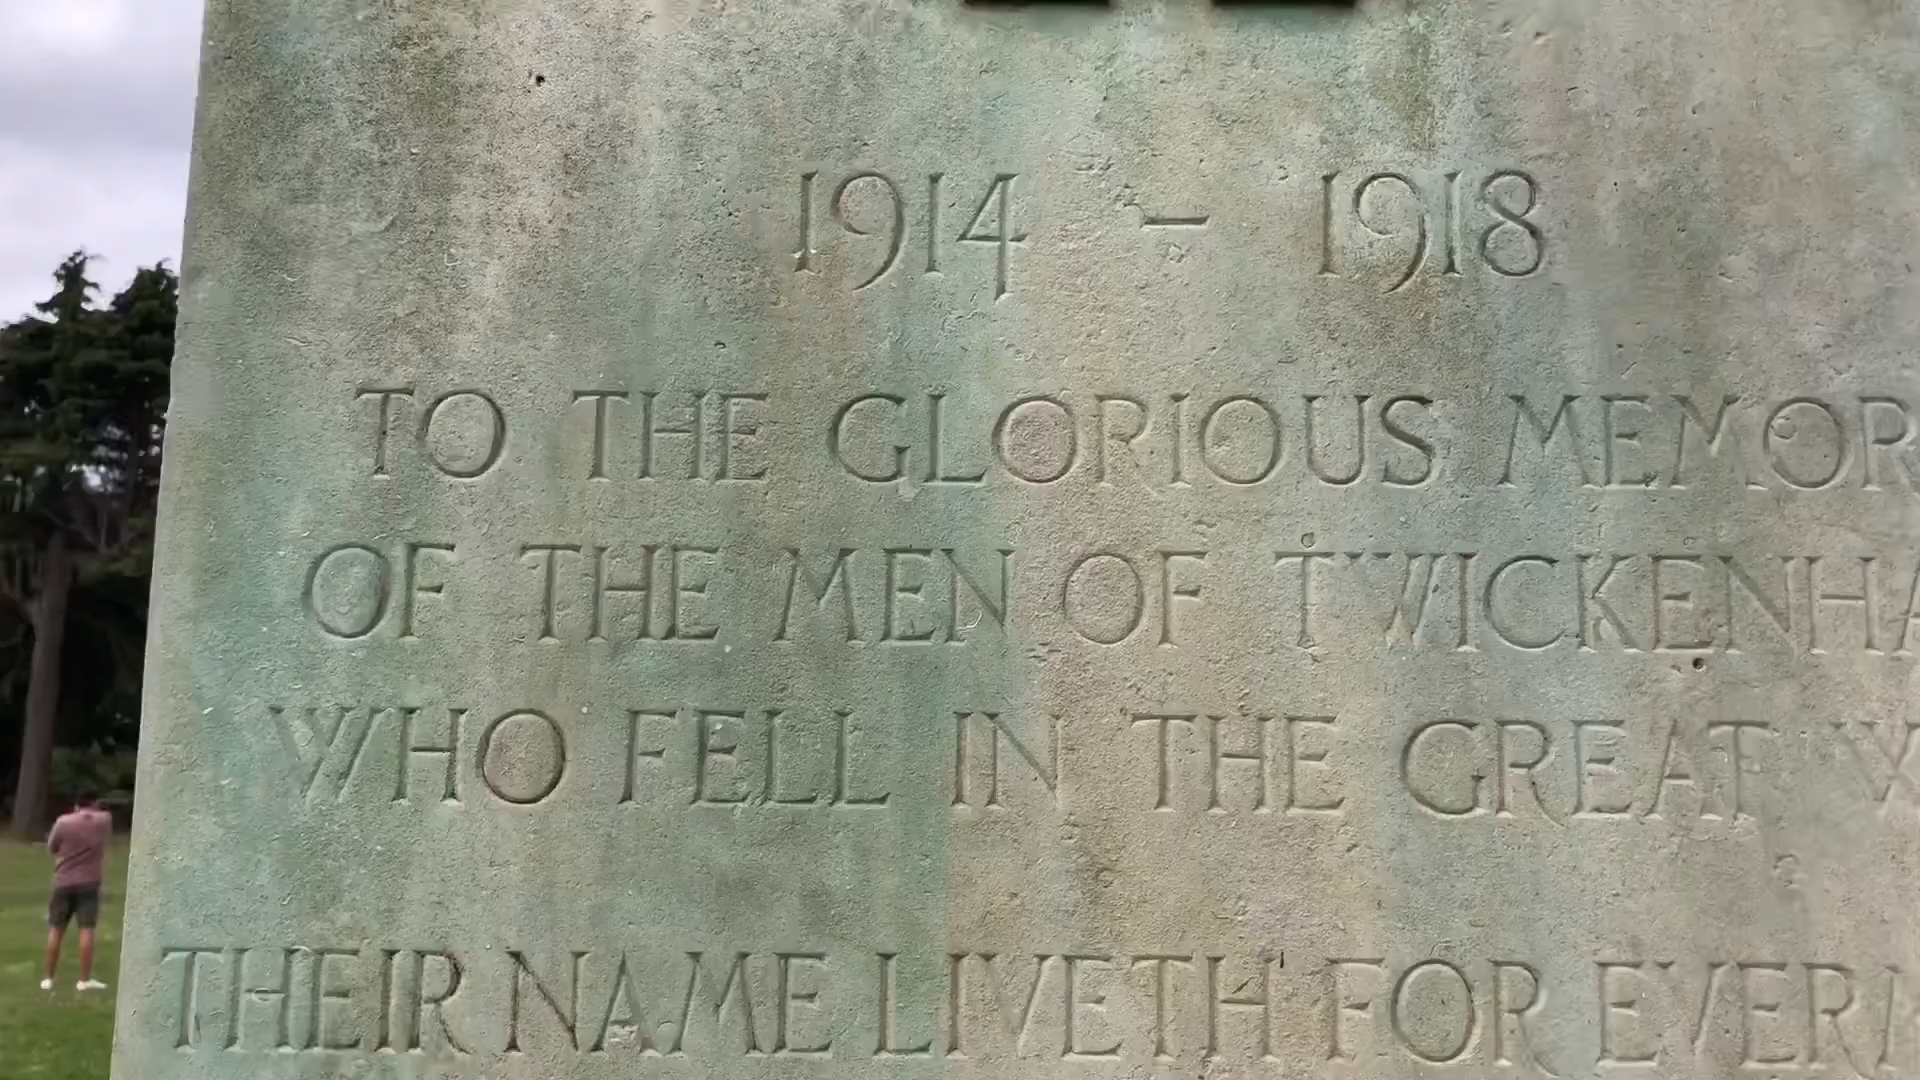 1914 – 1918
TO THE GLORIOUS MEMOR
OF THE MEN OF TWICKENHA
WHO FELL IN THE GREAT W
THEIR NAME LIVETH FOR EVERM